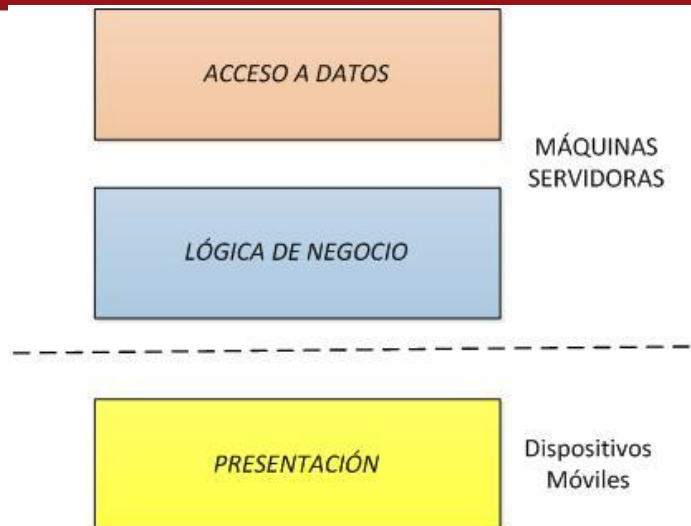 ACCESO A DATOS
MÁQUINAS
SERVIDORAS
LÓGICA DE NEGOCIO
PRESENTACIÓN
Dispositivos
Móviles